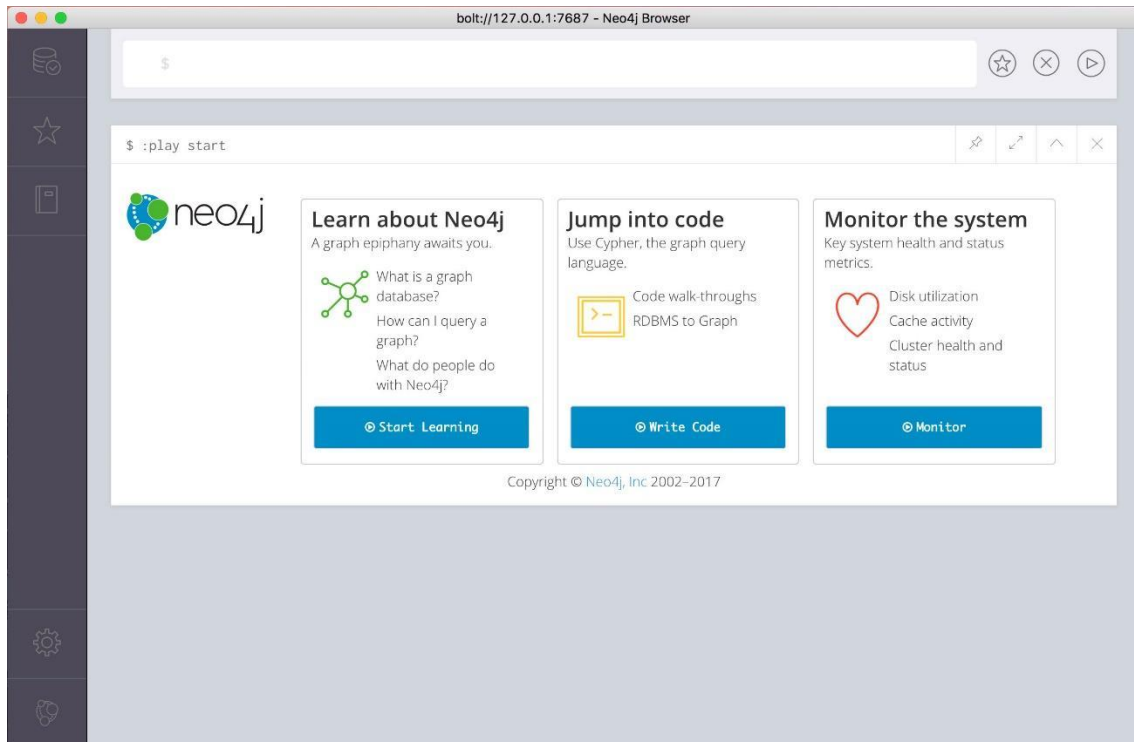 bolt://127.0.0.1:7687 - Neo4j Browser
$
$ :play start
neo4j
Learn about Neo4j
A graph epiphany awaits you.
What is a graph
database?
How can I query a
graph?
What do people do
with Neo4j?
Start Learning
Jump into code
Use Cypher, the graph query
language.
Code walk-throughs
RDBMS to Graph
Write Code
Monitor the system
Key system health and status
metrics.
Disk utilization
Cache activity
Cluster health and
status
Monitor
Copyright © Neo4j, Inc 2002–2017